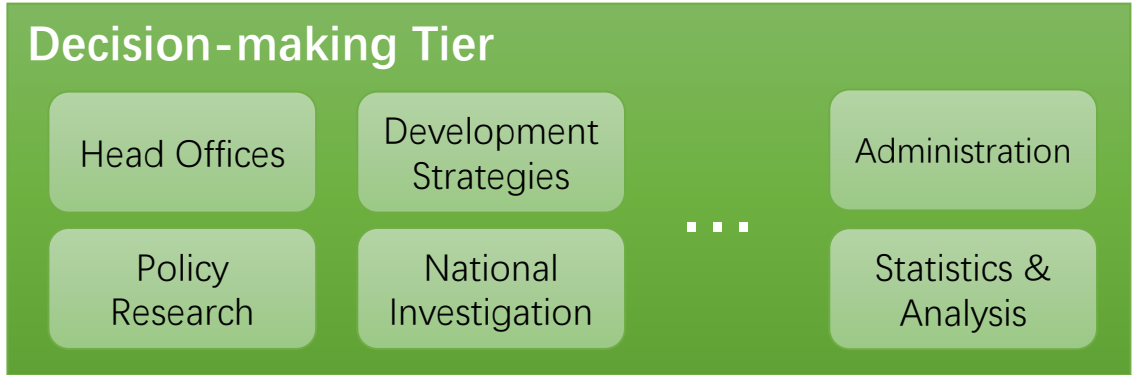 Decision-making Tier
Head Offices
Development
Strategies
Administration
...
Policy
Research
National
Investigation
Statistics &
Analysis